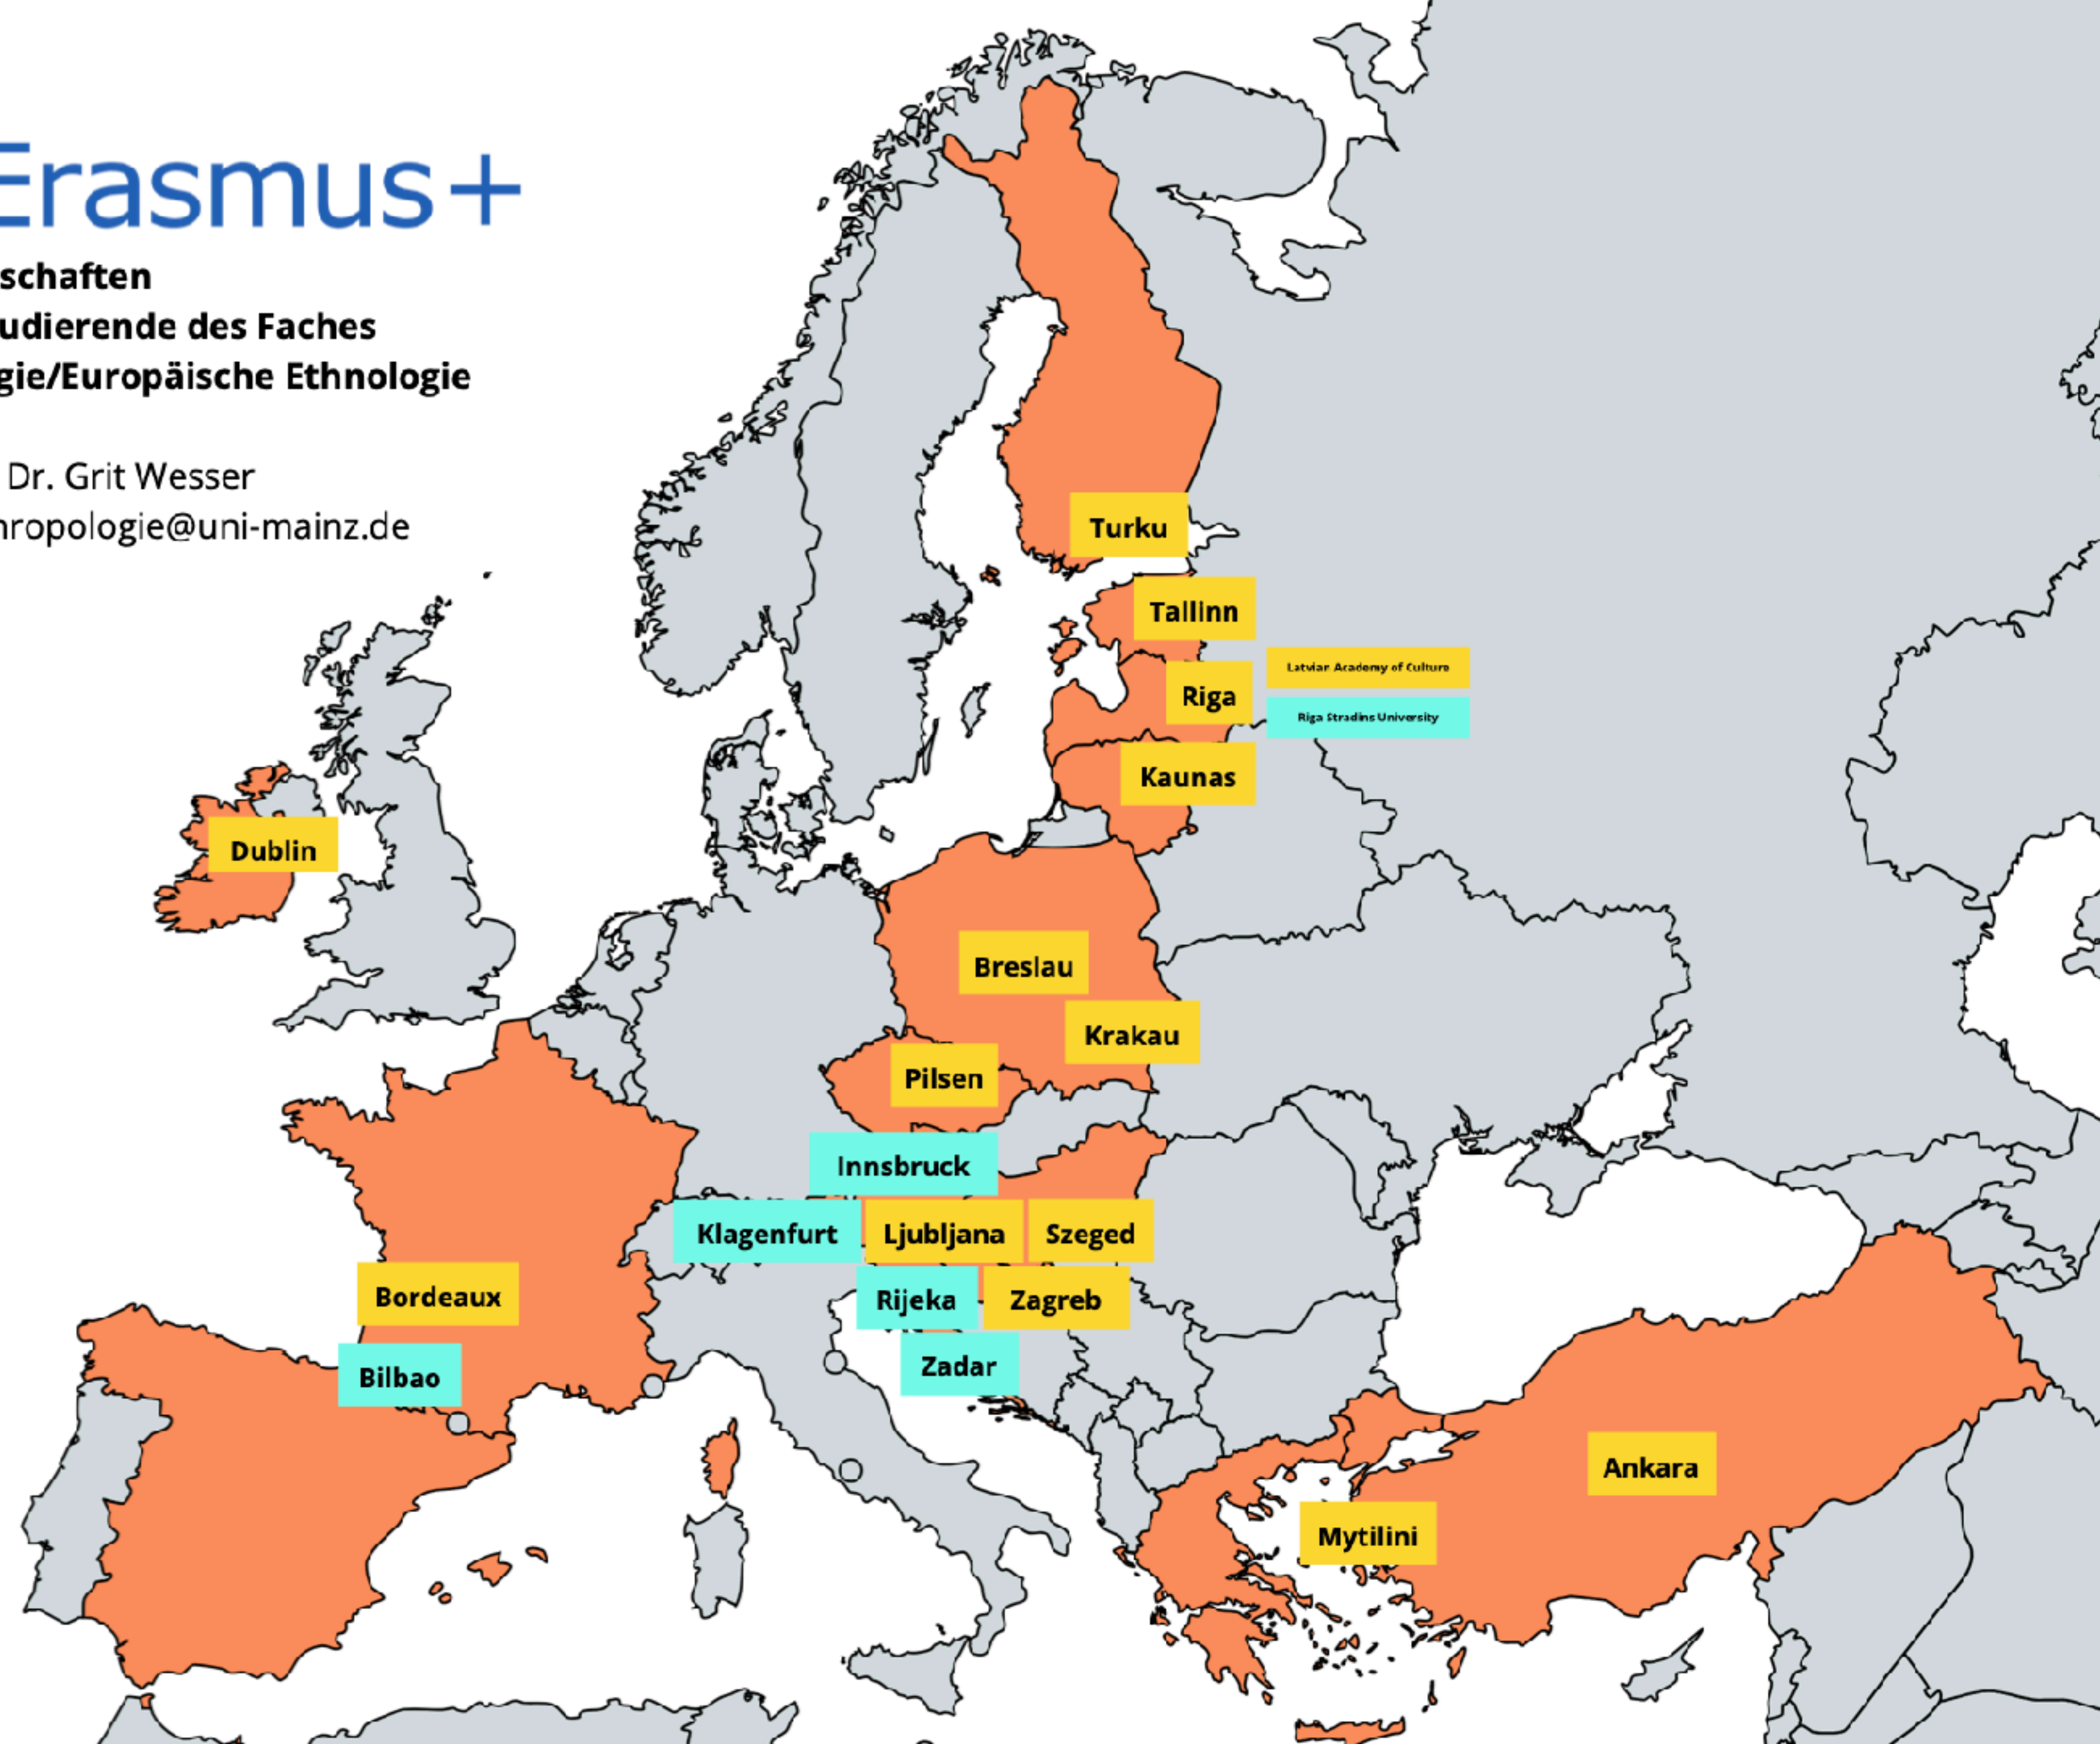 Erasmus+
schaften
udierende des Faches
gie/Europäische Ethnologie
Dr. Grit Wesser
hropologie@uni-mainz.de
Turku
Tallinn
Latvian Academy of Culture
Riga
Riga Stradins University
Kaunas
Dublin
Breslau
Krakau
Pilsen
Innsbruck
Klagenfurt
Ljubljana
Szeged
Rijeka
Zagreb
Bordeaux
Zadar
Bilbao
Ankara
Mytilini